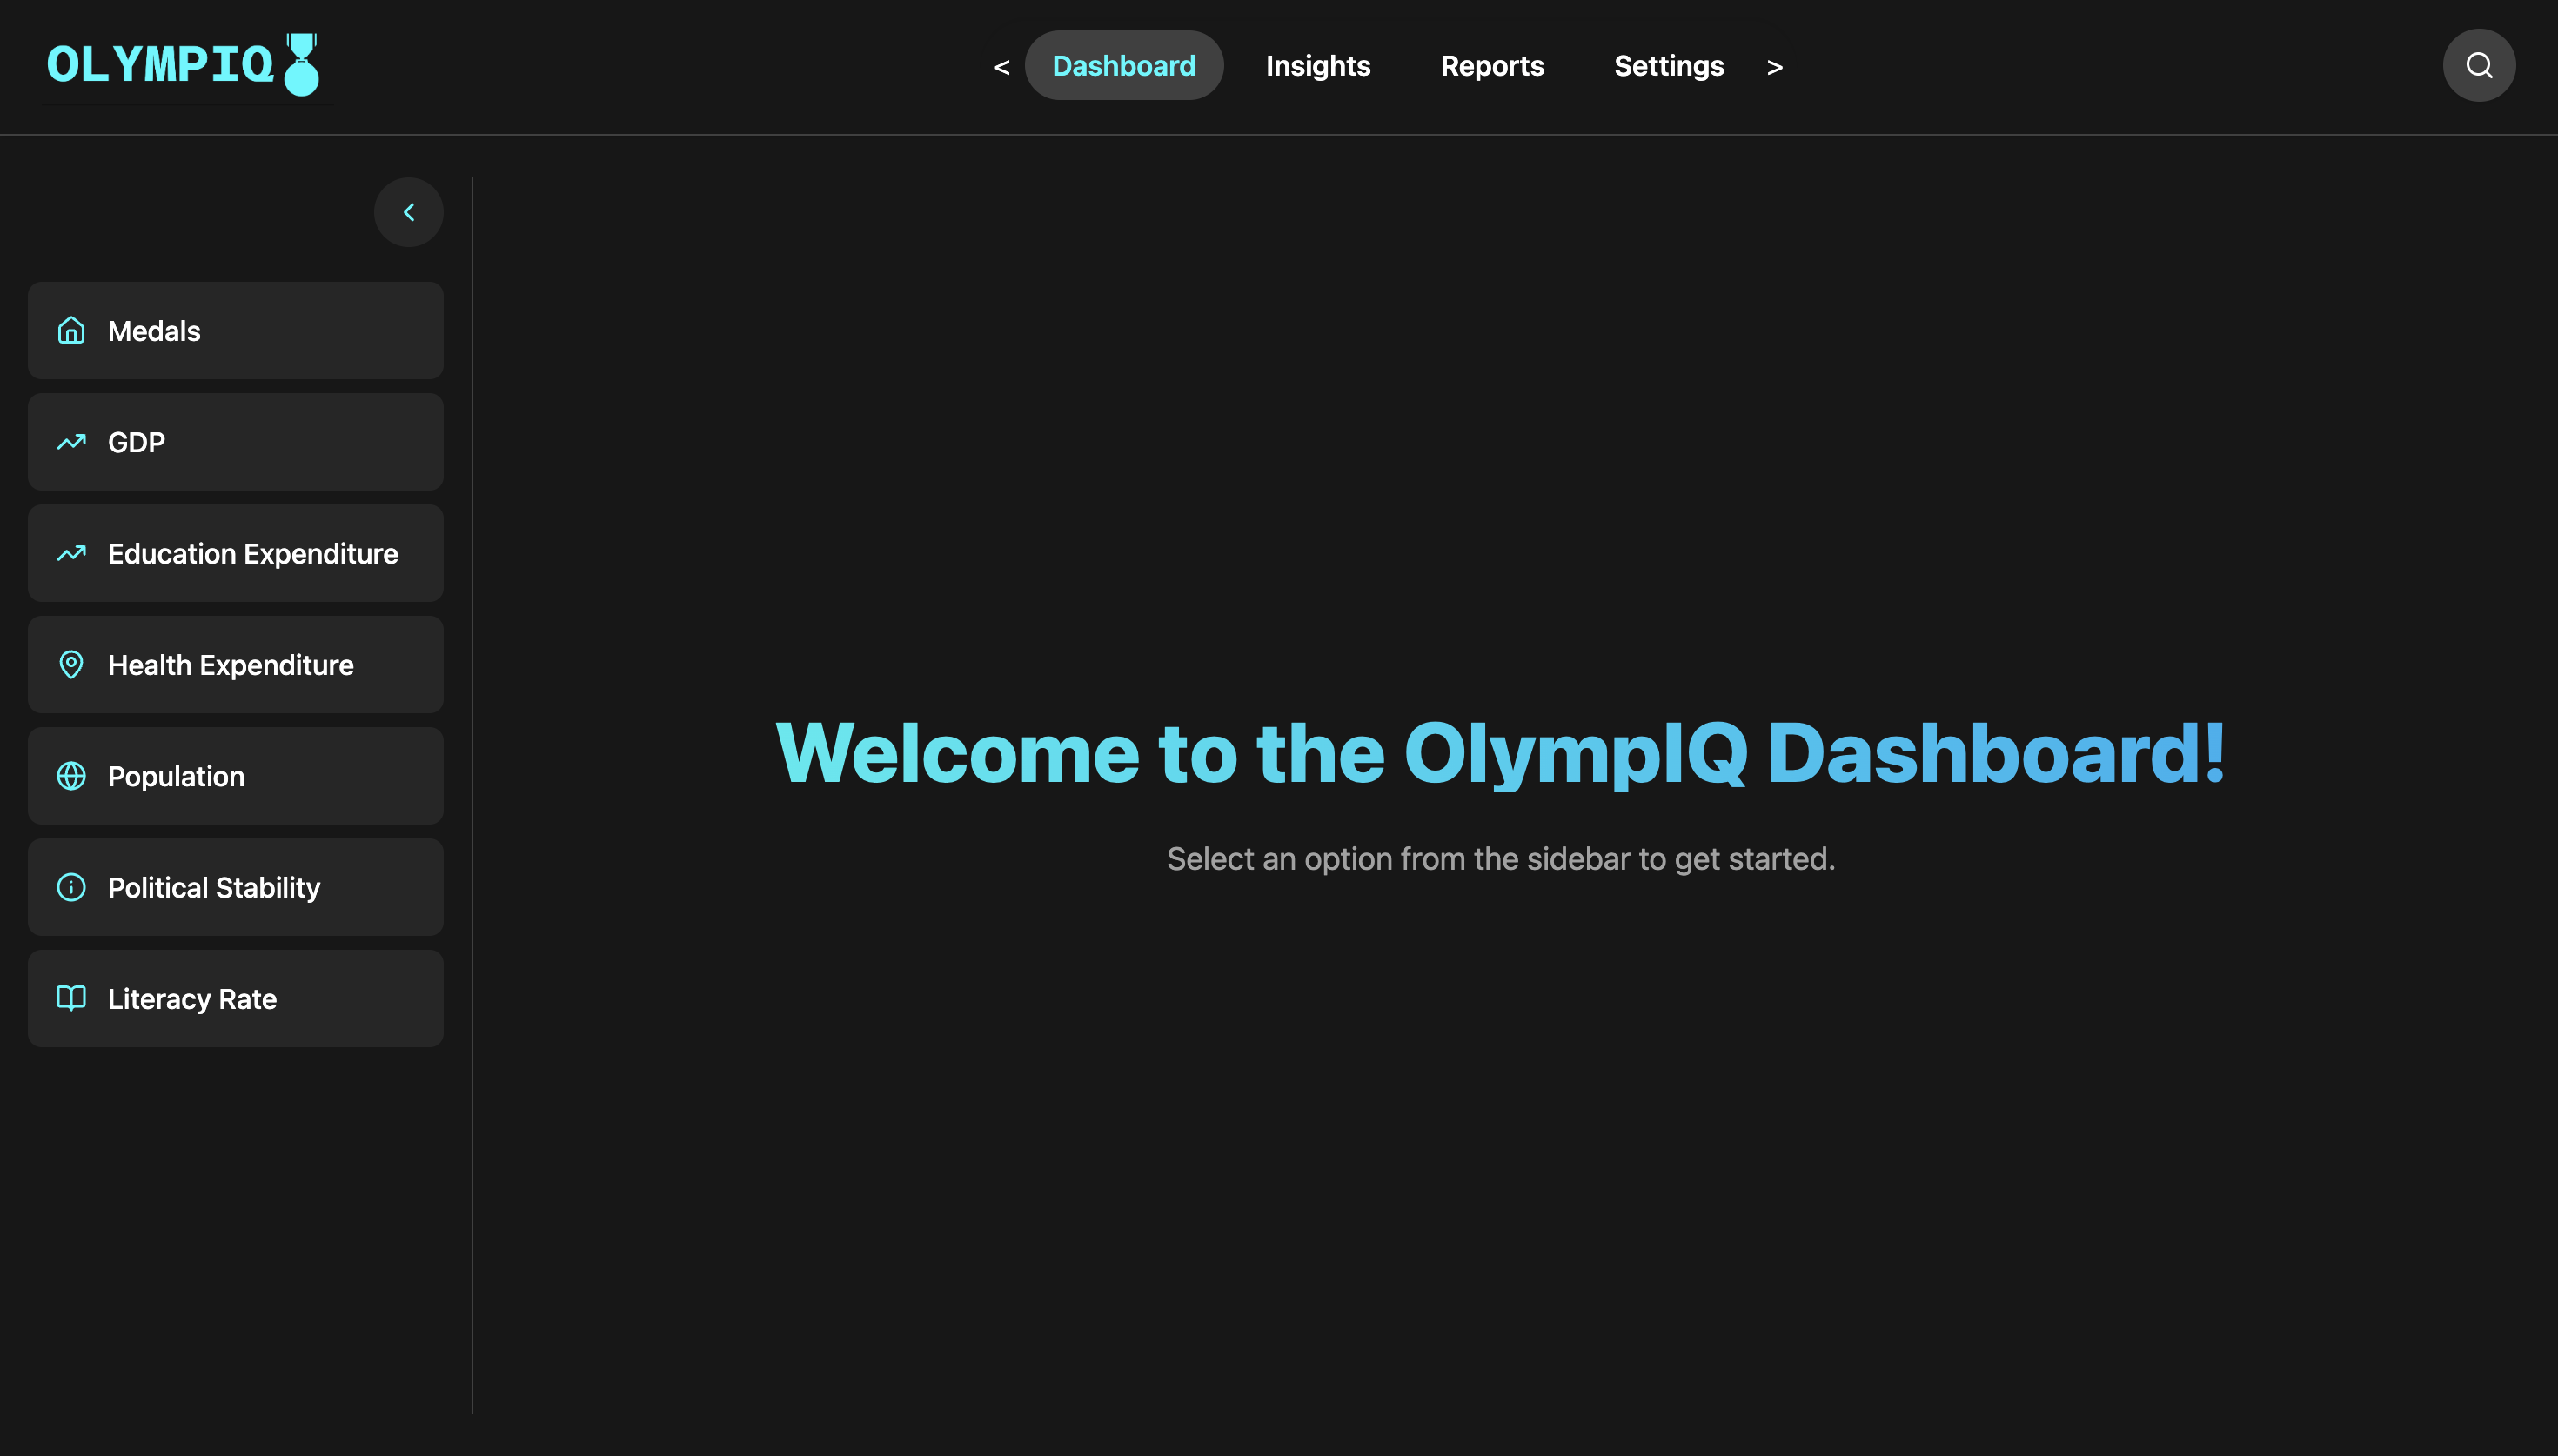 OLYMPIQ
< Dashboard Insights Reports Settings >
Medals
GDP
Education Expenditure
Health Expenditure
Population
Political Stability
Literacy Rate
Welcome to the OlympIQ Dashboard!
Select an option from the sidebar to get started.